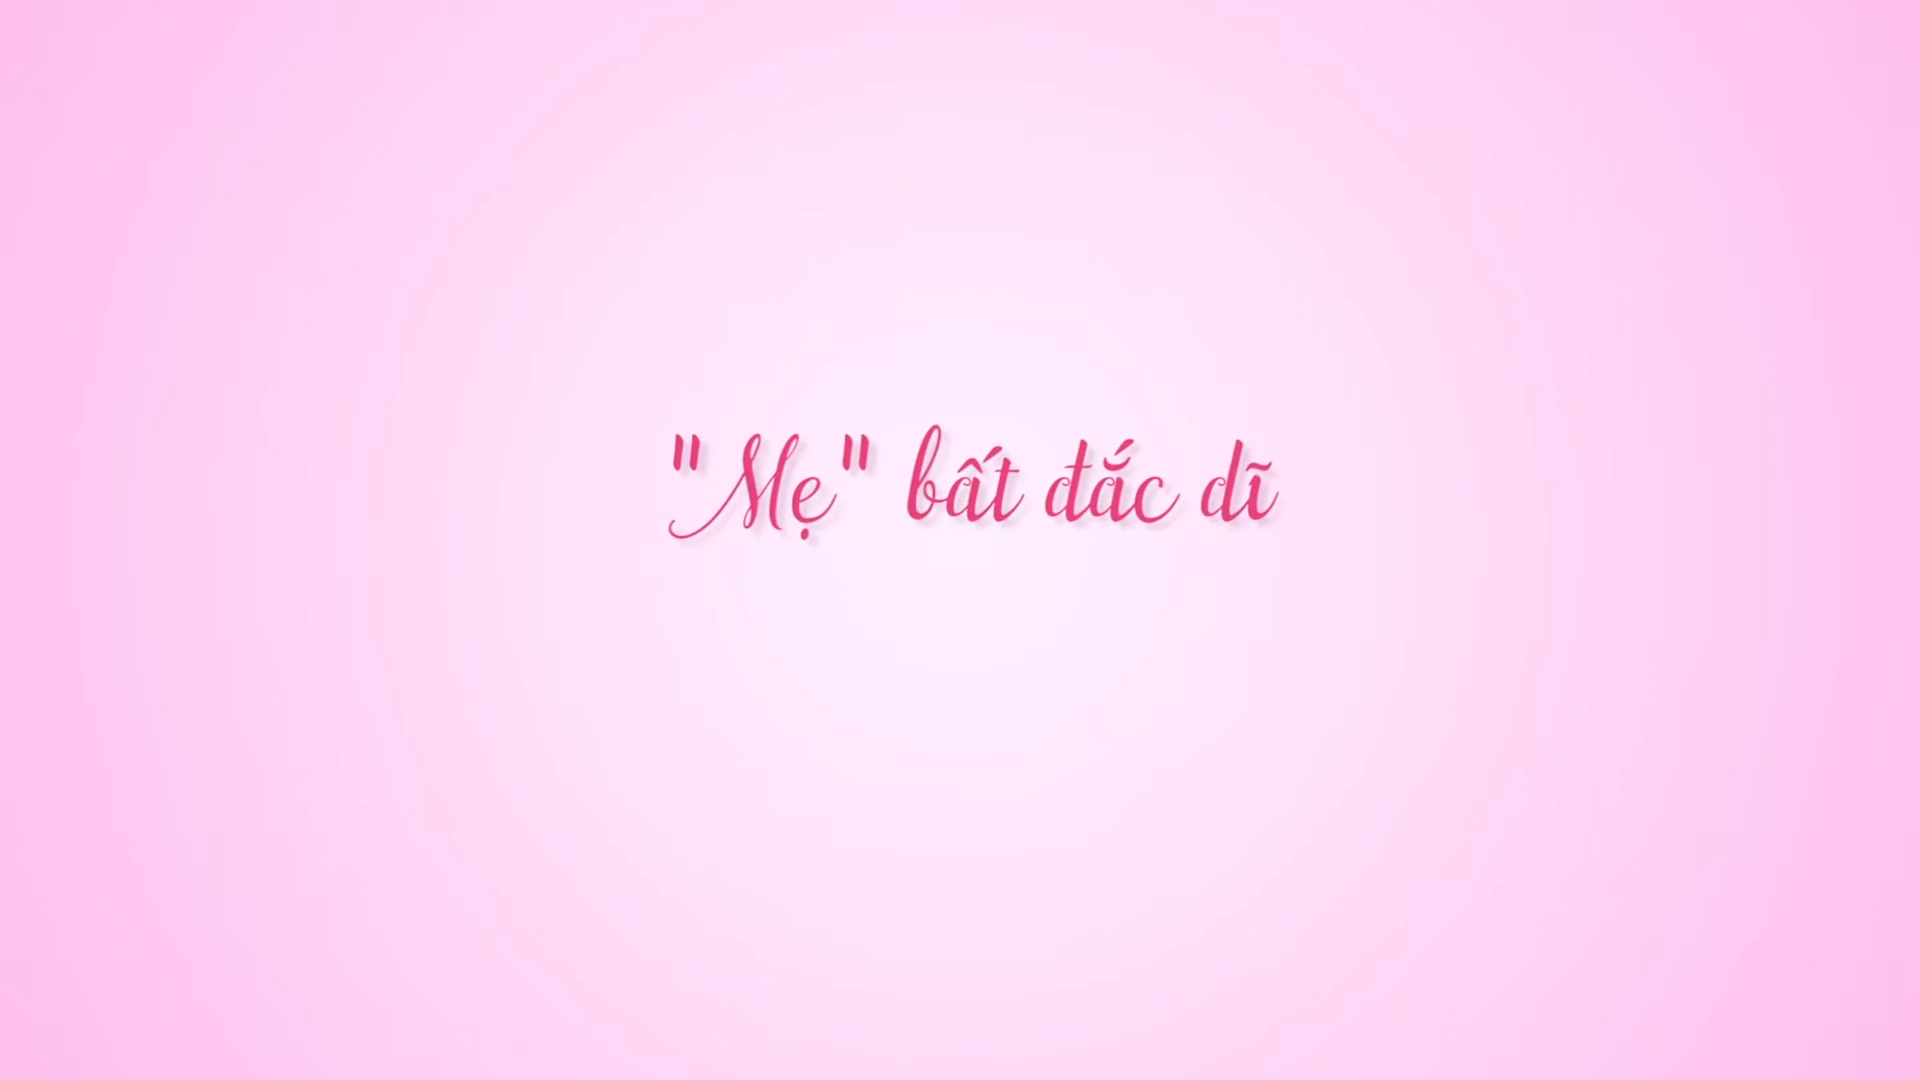 "Mẹ" bất đắc dĩ